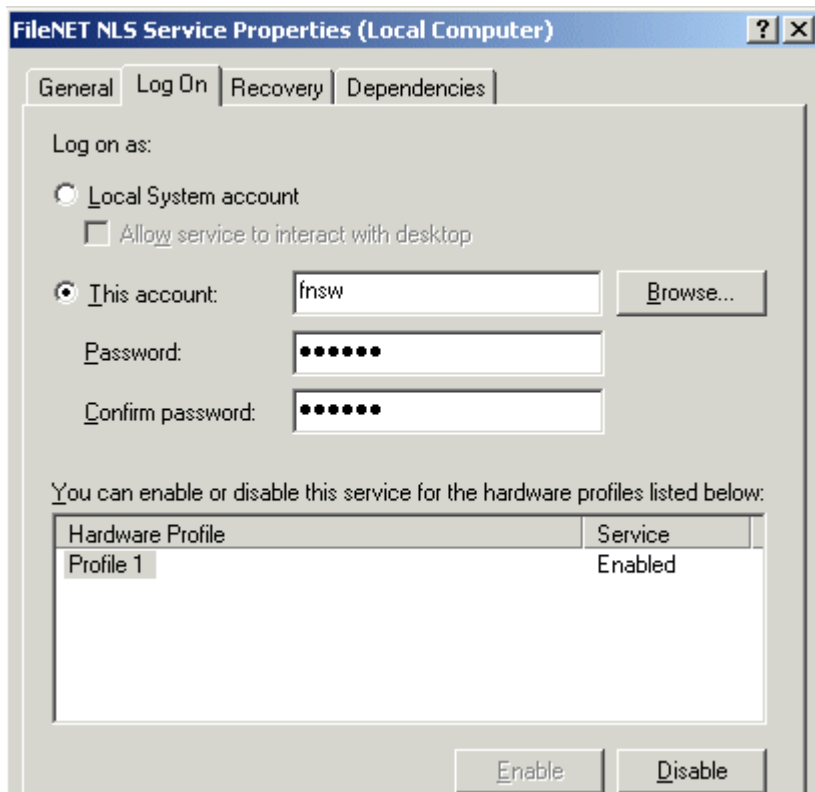 FileNET NLS Service Properties (Local Computer)
General Log On Recovery Dependencies
Log on as:
Local System account
Allow service to interact with desktop
This account: fnsw Browse...
Password: ●●●●●●
Confirm password: ●●●●●●
You can enable or disable this service for the hardware profiles listed below:
Hardware Profile Service
Profile 1 Enabled
Enable Disable